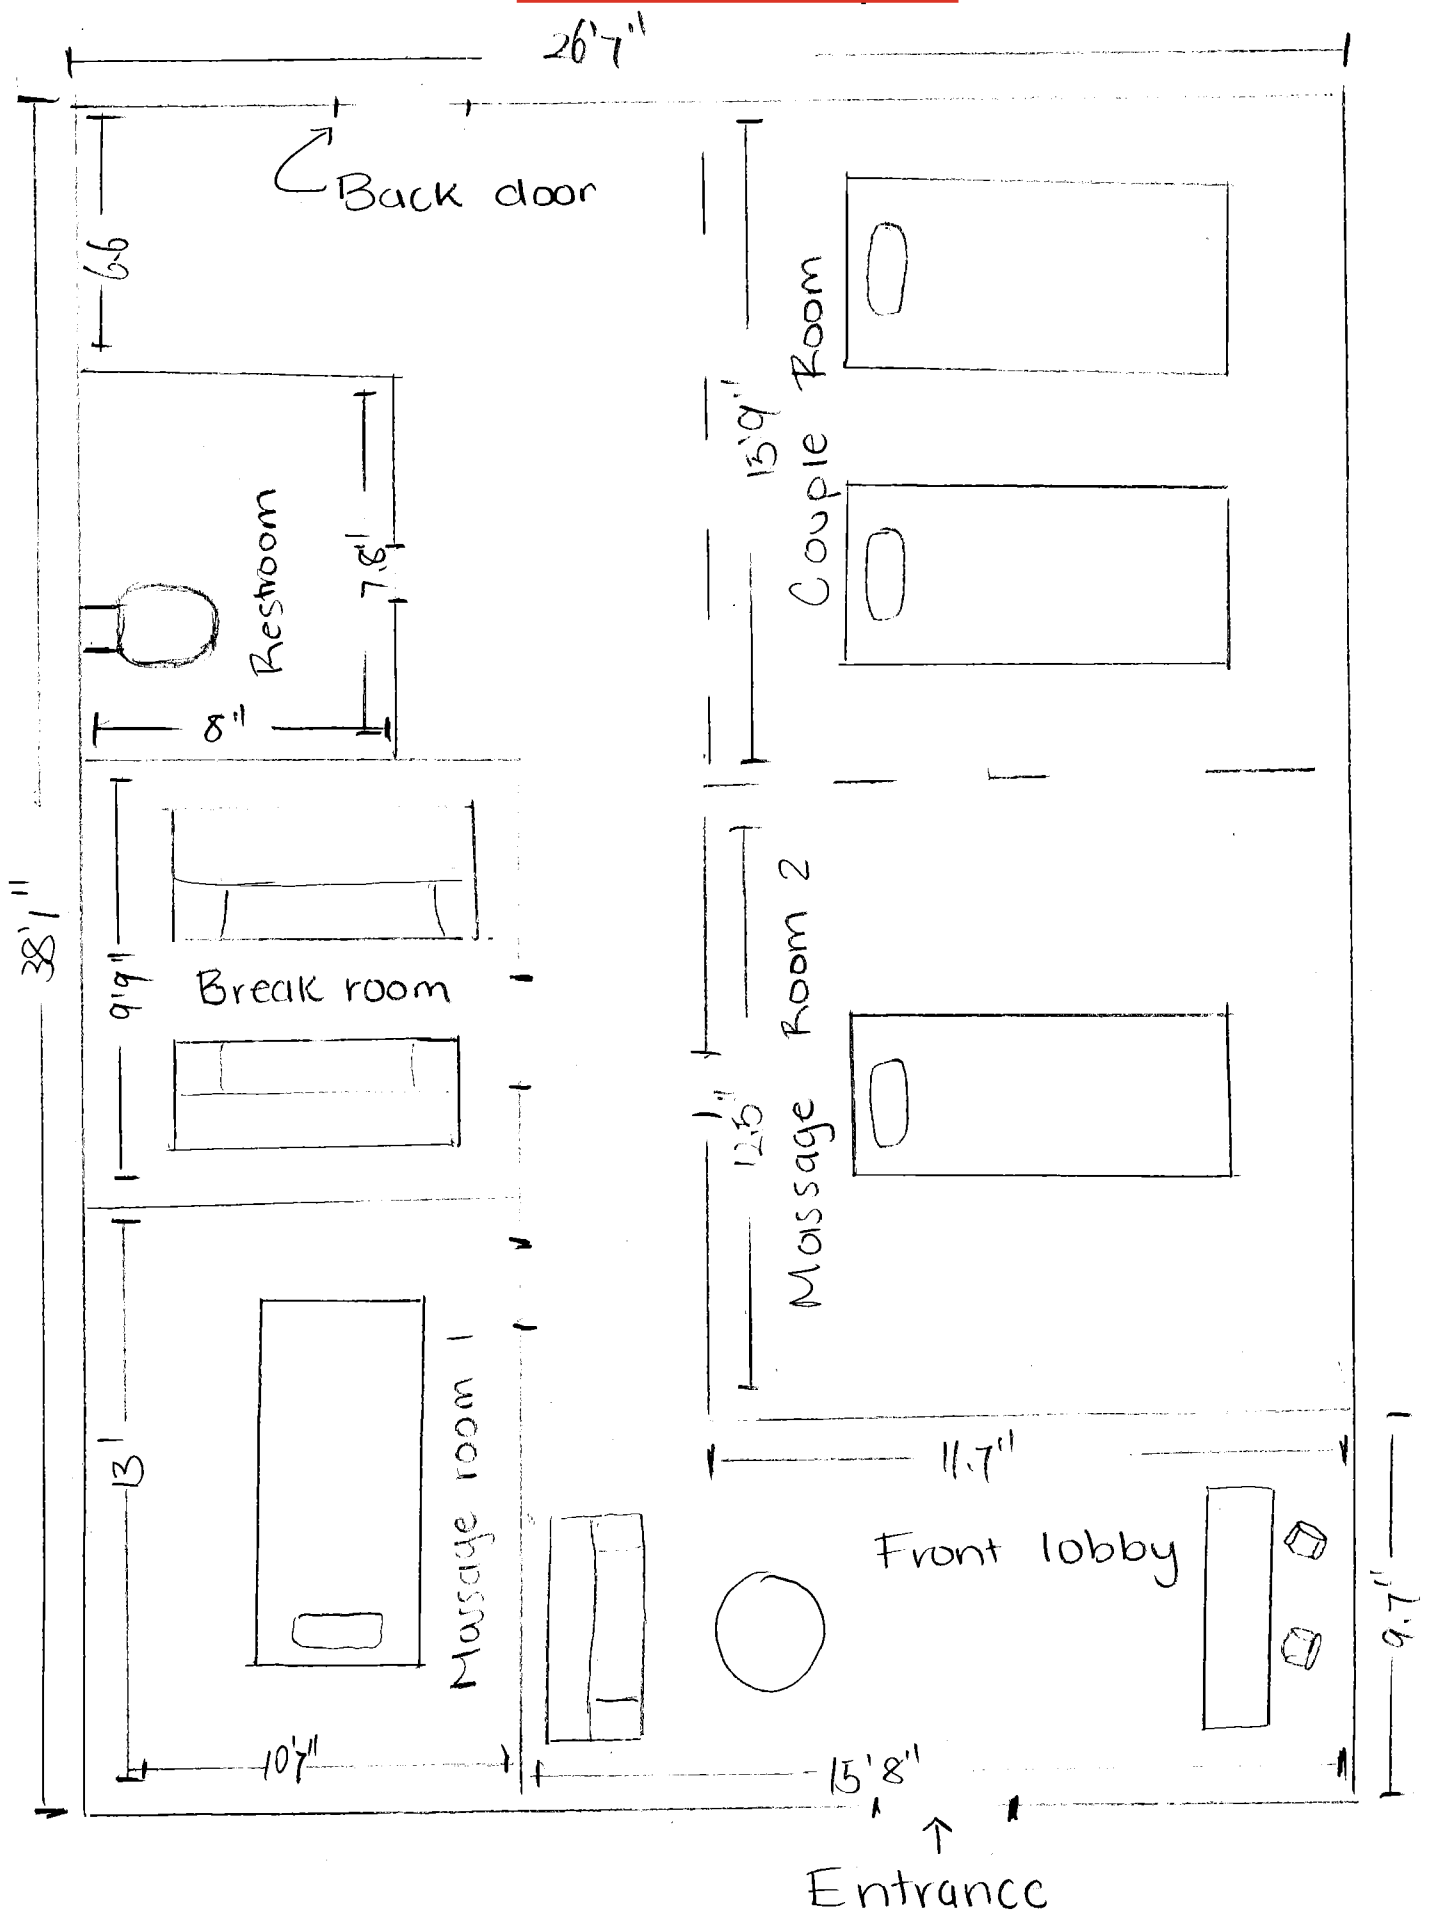 26'7"
Back door
6.6
Couple Room
13'9"
Restroom
7.8"
8"
38'1"
9'9"
Break room
Massage Room 2
12.5"
13'
Massage room 1
11.7"
Front lobby
9.7"
10'7"
15'8"
Entrance